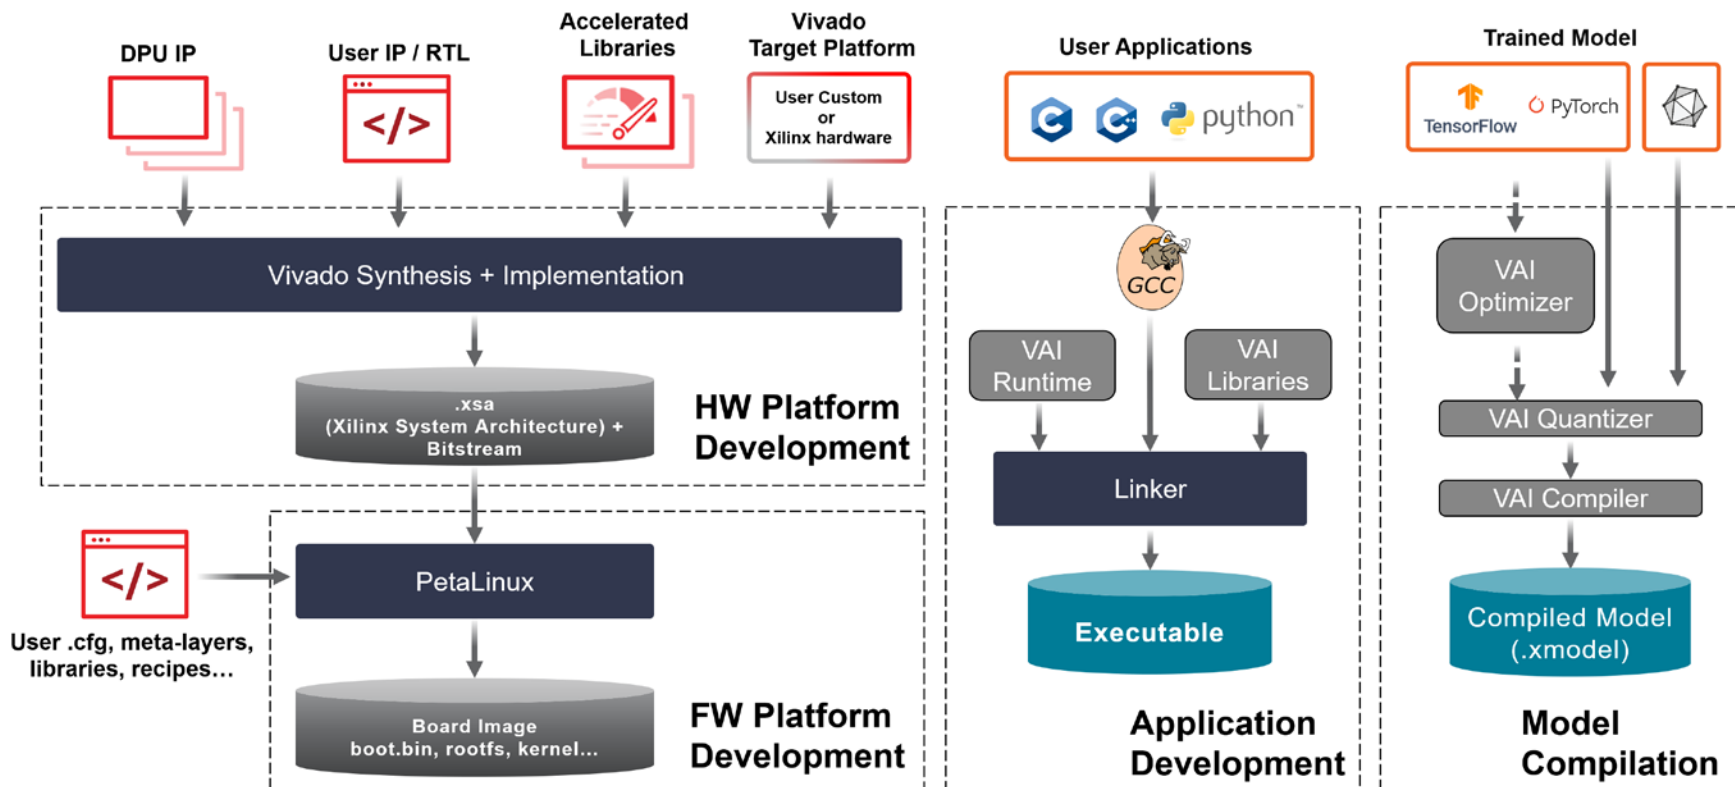 DPU IP
User IP / RTL
Accelerated
Libraries
Vivado
Target Platform
User Custom
or
Xilinx hardware
</>
Vivado Synthesis + Implementation
.xsa
(Xilinx System Architecture) +
Bitstream
HW Platform
Development
</>
User .cfg, meta-layers,
libraries, recipes…
PetaLinux
Board Image
boot.bin, rootfs, kernel...
FW Platform
Development
User Applications
C
C++
python™
GCC
VAI
Runtime
VAI
Libraries
Linker
Executable
Application
Development
Trained Model
TensorFlow
PyTorch
VAI
Optimizer
VAI Quantizer
VAI Compiler
Compiled Model
(.xmodel)
Model
Compilation